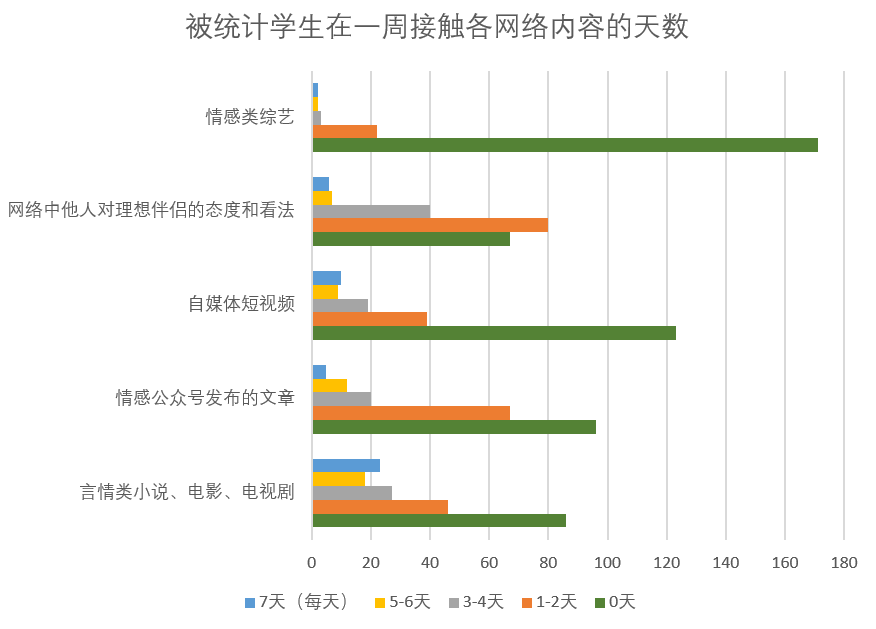 被统计学生在一周接触各网络内容的天数
情感类综艺
网络中他人对理想伴侣的态度和看法
自媒体短视频
情感公众号发布的文章
言情类小说、电影、电视剧
0 20 40 60 80 100 120 140 160 180
7天（每天） 5-6天 3-4天 1-2天 0天